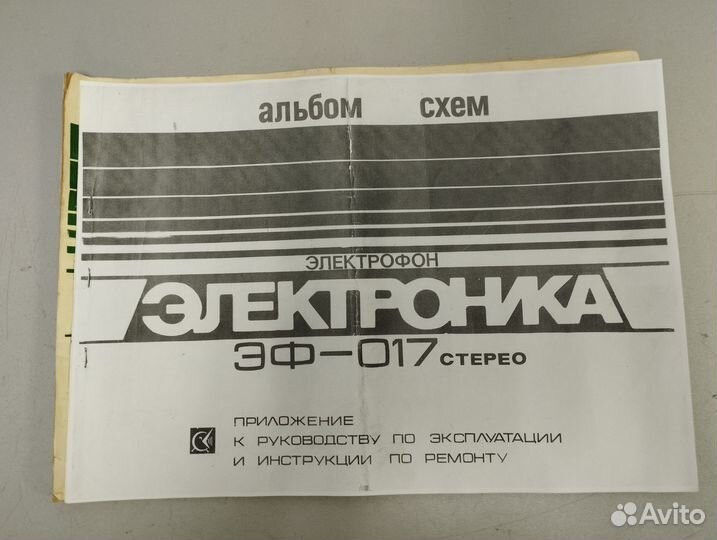 альбом схем
ЭЛЕКТРОФОН
ЭЛЕКТРОНИКА
ЭФ-017 СТЕРЕО
ПРИЛОЖЕНИЕ
К РУКОВОДСТВУ ПО ЭКСПЛУАТАЦИИ
И ИНСТРУКЦИИ ПО РЕМОНТУ
Avito